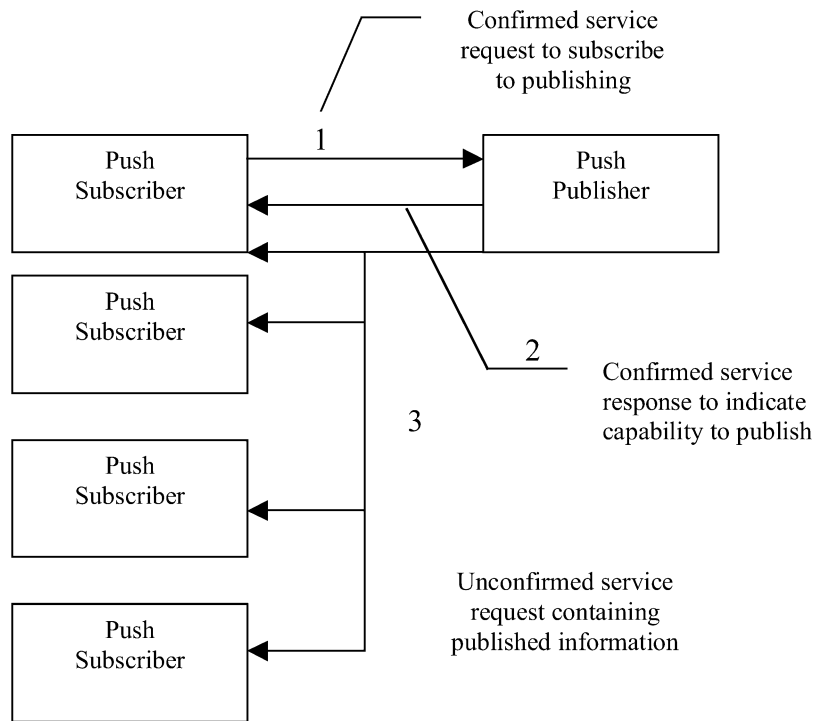 Confirmed service
request to subscribe
to publishing
1
Push
Subscriber
Push
Publisher
Push
Subscriber
2
Confirmed service
response to indicate
capability to publish
3
Push
Subscriber
Unconfirmed service
request containing
published information
Push
Subscriber